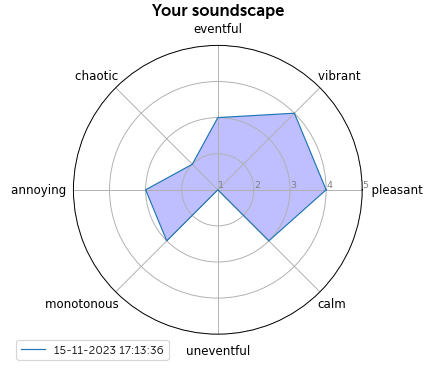 Your soundscape
eventful
chaotic
vibrant
annoying
1 2 3 4 5
pleasant
monotonous
calm
15-11-2023 17:13:36
uneventful